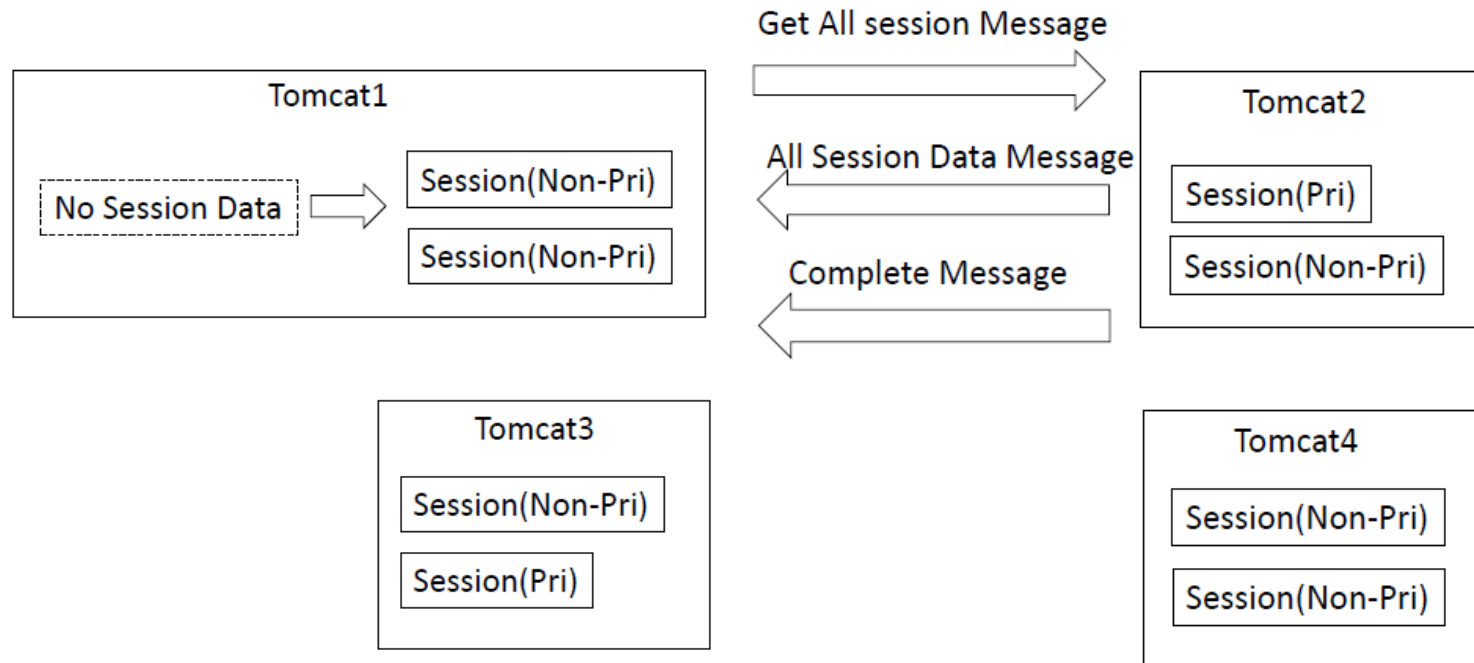 Get All session Message
Tomcat1
Tomcat2
All Session Data Message
Session(Non-Pri)
No Session Data
Session(Pri)
Session(Non-Pri)
Session(Non-Pri)
Complete Message
Tomcat3
Tomcat4
Session(Non-Pri)
Session(Non-Pri)
Session(Pri)
Session(Non-Pri)